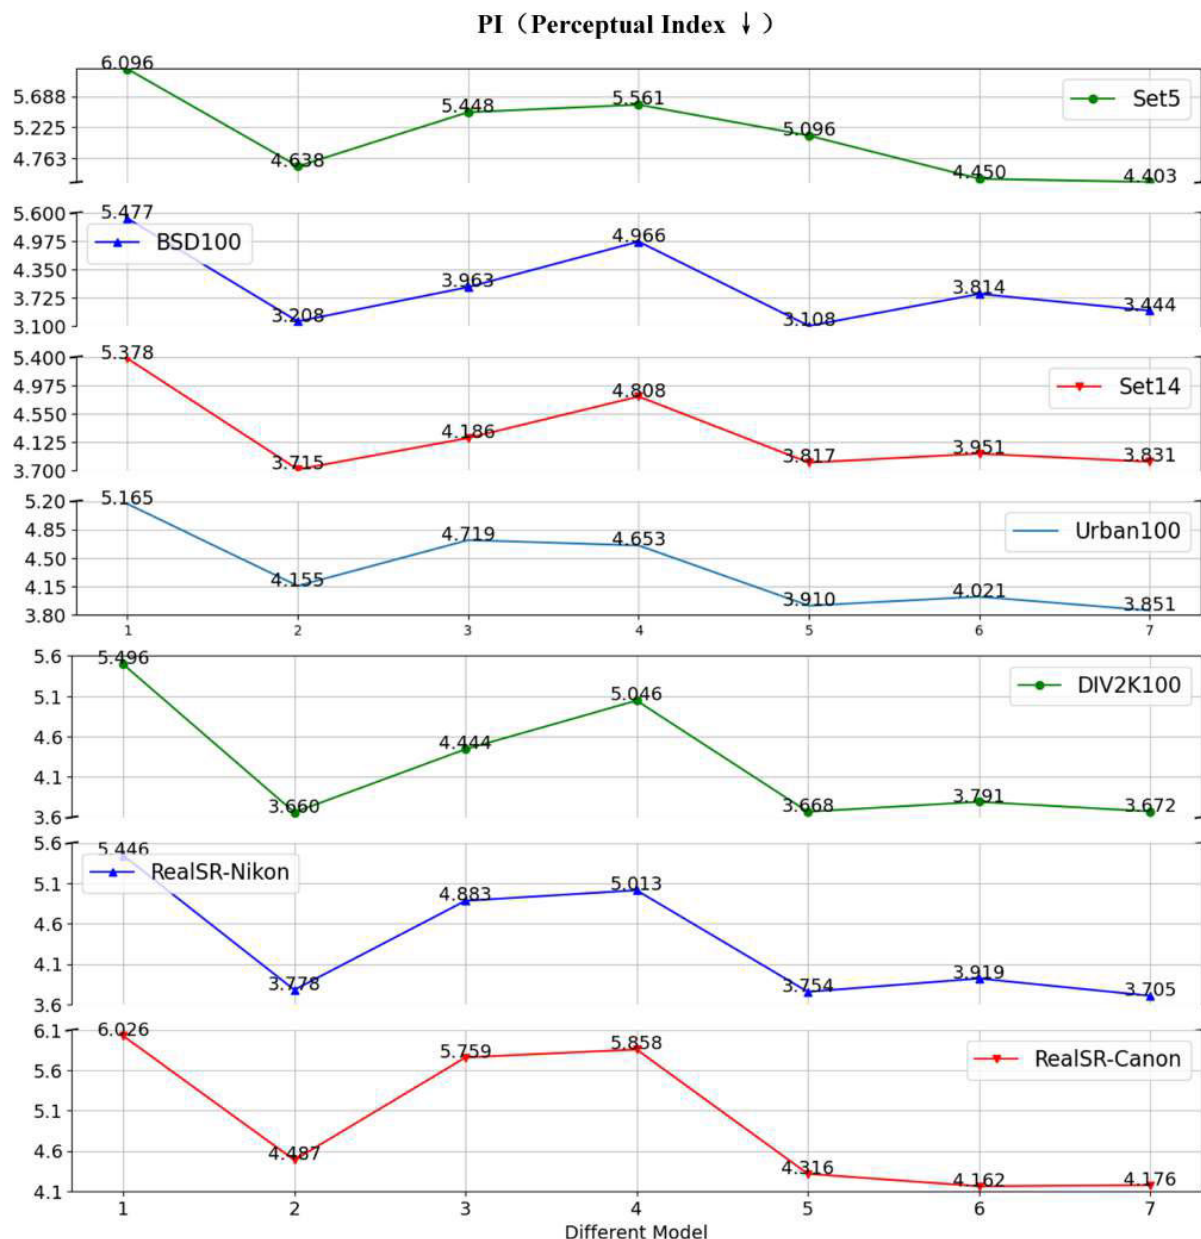 PI（Perceptual Index ↓）
6.096 4.638 5.448 5.561 5.096 4.450 4.403
Set5
5.688
5.225
4.763
5.477 3.208 3.963 4.966 3.108 3.814 3.444
BSD100
5.600
4.975
4.350
3.725
3.100
5.378 3.715 4.186 4.808 3.817 3.951 3.831
Set14
5.400
4.975
4.550
4.125
3.700
5.165 4.155 4.719 4.653 3.910 4.021 3.851
Urban100
5.20
4.85
4.50
4.15
3.80
1 2 3 4 5 6 7
5.496 3.660 4.444 5.046 3.668 3.791 3.672
DIV2K100
5.6
5.1
4.6
4.1
3.6
5.446 3.778 4.883 5.013 3.754 3.919 3.705
RealSR-Nikon
5.6
5.1
4.6
4.1
3.6
6.026 4.487 5.759 5.858 4.316 4.162 4.176
RealSR-Canon
6.1
5.6
5.1
4.6
4.1
1 2 3 4 5 6 7
Different Model